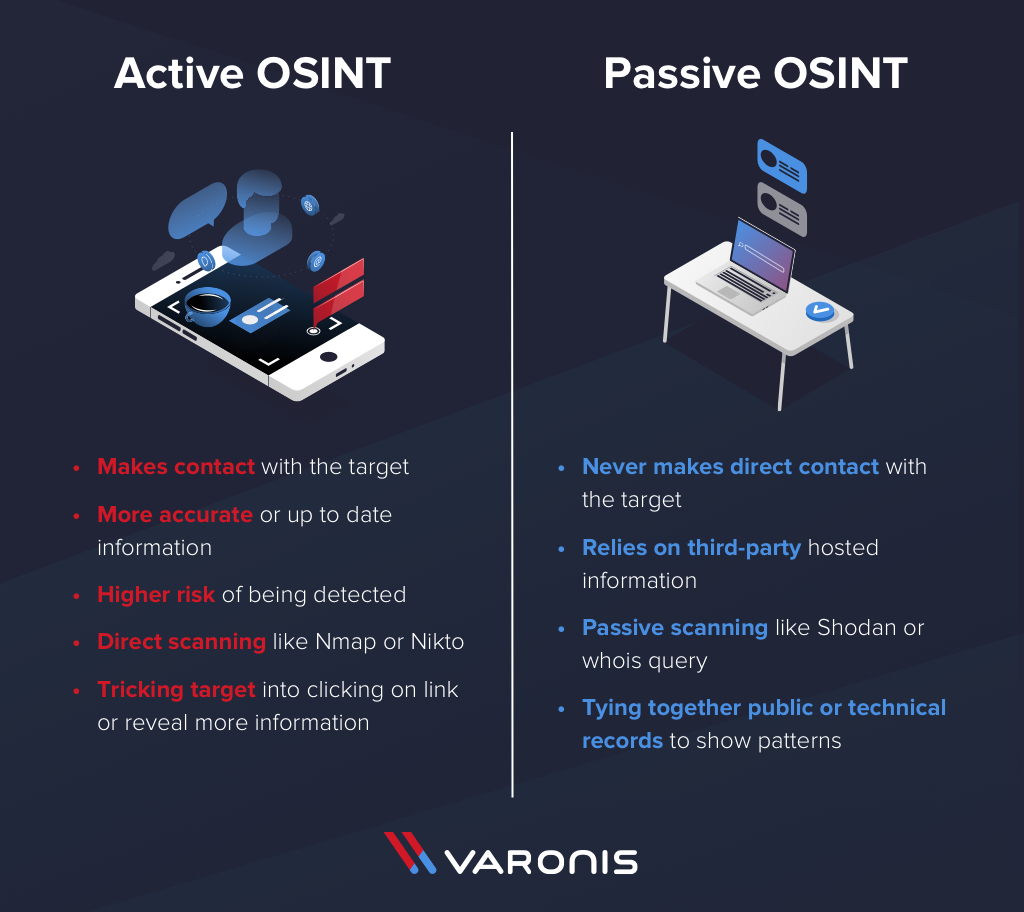 Active OSINT
• Makes contact with the target
• More accurate or up to date
information
• Higher risk of being detected
• Direct scanning like Nmap or Nikto
• Tricking target into clicking on link
or reveal more information
Passive OSINT
• Never makes direct contact with
the target
• Relies on third-party hosted
information
• Passive scanning like Shodan or
whois query
• Tying together public or technical
records to show patterns
VARONIS